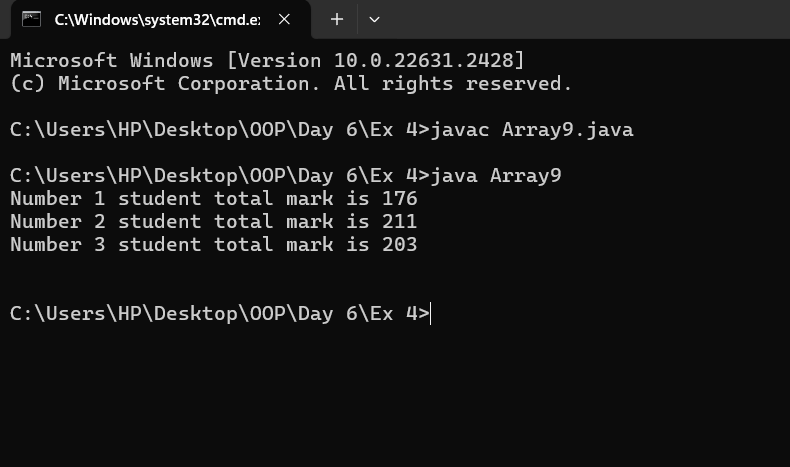 C:\Windows\system32\cmd.e
Microsoft Windows [Version 10.0.22631.2428]
(c) Microsoft Corporation. All rights reserved.
C:\Users\HP\Desktop\OOP\Day 6\Ex 4>javac Array9.java
C:\Users\HP\Desktop\OOP\Day 6\Ex 4>java Array9
Number 1 student total mark is 176
Number 2 student total mark is 211
Number 3 student total mark is 203
C:\Users\HP\Desktop\OOP\Day 6\Ex 4>